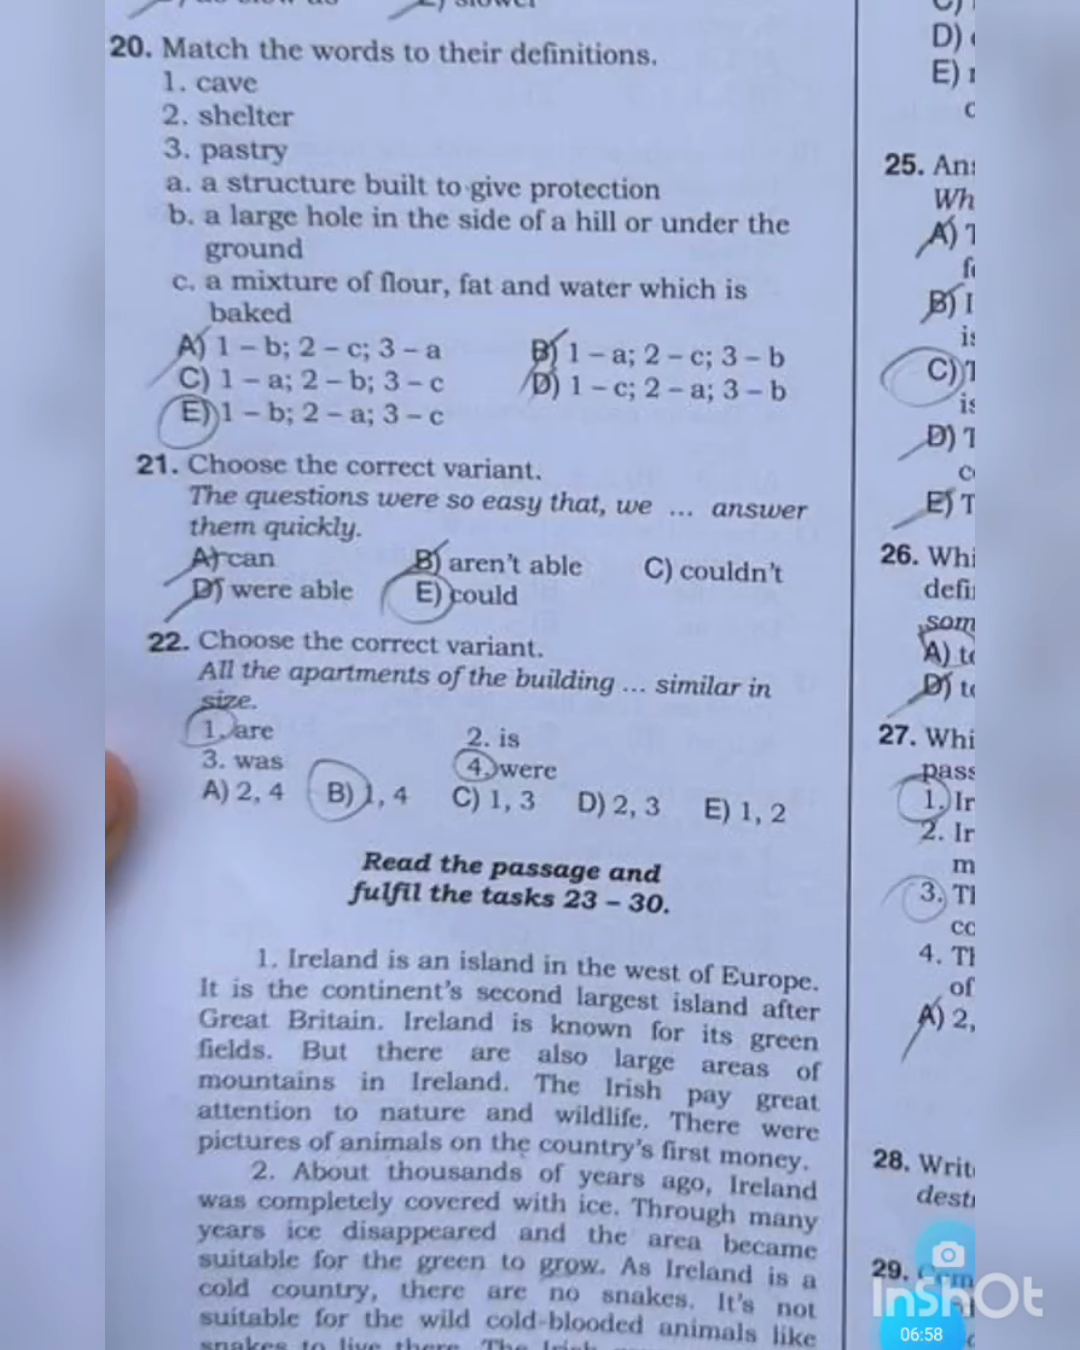 20. Match the words to their definitions.
1. cave
2. shelter
3. pastry
a. a structure built to give protection
b. a large hole in the side of a hill or under the
ground
c. a mixture of flour, fat and water which is
baked
A) 1 – b; 2 – c; 3 – a B) 1 – a; 2 – c; 3 – b
C) 1 – a; 2 – b; 3 – c D) 1 – c; 2 – a; 3 – b
E) 1 – b; 2 – a; 3 – c
21. Choose the correct variant.
The questions were so easy that, we ... answer
them quickly.
A) can B) aren't able C) couldn't
D) were able E) could
22. Choose the correct variant.
All the apartments of the building ... similar in
size.
1. are 2. is
3. was 4. were
A) 2, 4 B) 1, 4 C) 1, 3 D) 2, 3 E) 1, 2
Read the passage and
fulfil the tasks 23 – 30.
1. Ireland is an island in the west of Europe.
It is the continent's second largest island after
Great Britain. Ireland is known for its green
fields. But there are also large areas of
mountains in Ireland. The Irish pay great
attention to nature and wildlife. There were
pictures of animals on the country's first money.
2. About thousands of years ago, Ireland
was completely covered with ice. Through many
years ice disappeared and the area became
suitable for the green to grow. As Ireland is a
cold country, there are no snakes. It's not
suitable for the wild cold-blooded animals like
snakes to live there. The
D)
E)
25.
A)
B)
is
C)
is
D)
E)
26.
A)
D)
27.
1.
2.
3.
4.
of
A) 2,
28.
29.
InShOt
06:58